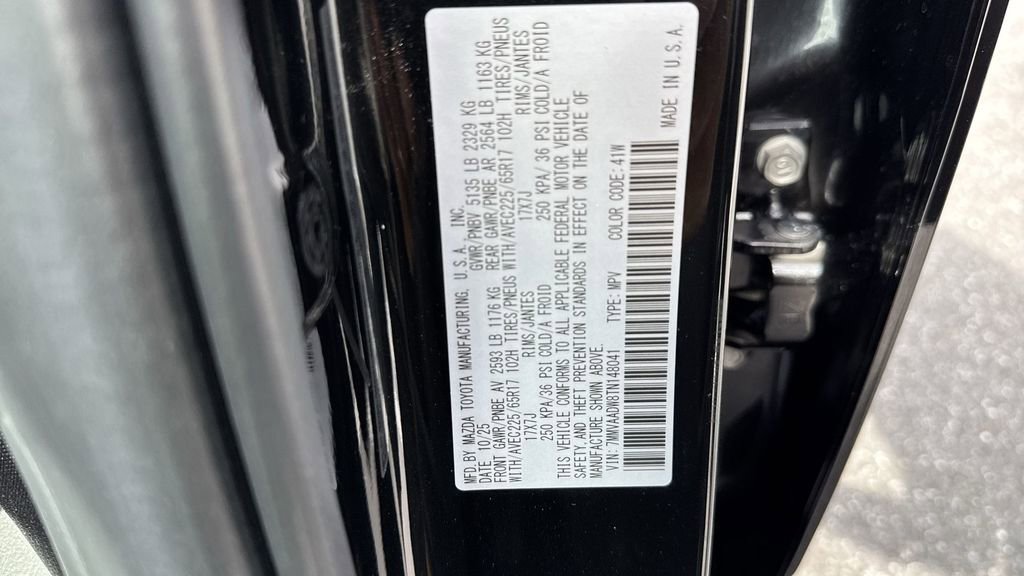 MFD.BY MAZDA TOYOTA MANUFACTURING, U.S.A. INC.
DATE 10/25 GVWR/PNBV 5135 LB 2329 KG
FRONT GAWR/PNBE AV 2593 LB 1176 KG REAR GAWR/PNBE AR 2564 LB 1163 KG
WITH/AVEC225/65R17 102H TIRES/PNEUS WITH/AVEC225/65R17 102H TIRES/PNEUS
17X7J RIMS/JANTES 17X7J RIMS/JANTES
250 KPA/36 PSI COLD/A FROID 250 KPA/36 PSI COLD/A FROID
THIS VEHICLE CONFORMS TO ALL APPLICABLE FEDERAL MOTOR VEHICLE
SAFETY AND THEFT PREVENTION STANDARDS IN EFFECT ON THE DATE OF
MANUFACTURE SHOWN ABOVE.
VIN: 7MMVAADW8TN148041 TYPE: MPV COLOR CODE:41W
MADE IN U.S.A.